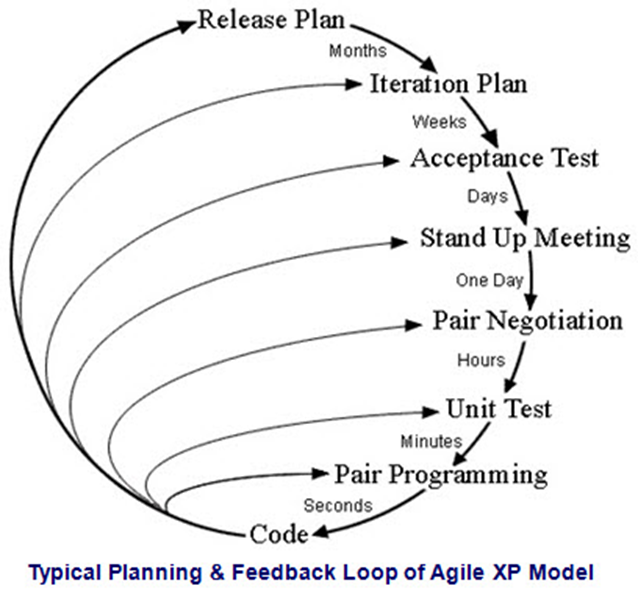 Release Plan
Months
Iteration Plan
Weeks
Acceptance Test
Days
Stand Up Meeting
One Day
Pair Negotiation
Hours
Unit Test
Minutes
Pair Programming
Seconds
Code
Typical Planning & Feedback Loop of Agile XP Model